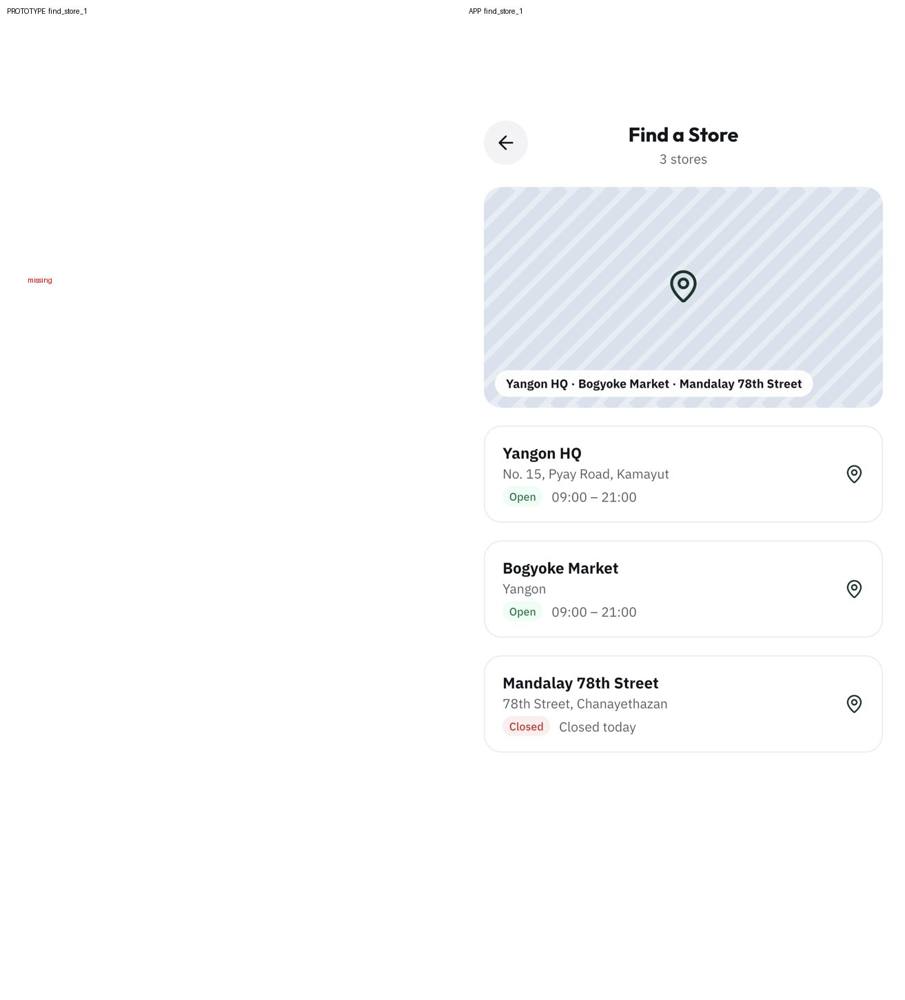 PROTOTYPE find_store_1
APP find_store_1
missing
Find a Store
3 stores
Yangon HQ · Bogyoke Market · Mandalay 78th Street
Yangon HQ
No. 15, Pyay Road, Kamayut
Open 09:00 – 21:00
Bogyoke Market
Yangon
Open 09:00 – 21:00
Mandalay 78th Street
78th Street, Chanayethazan
Closed Closed today